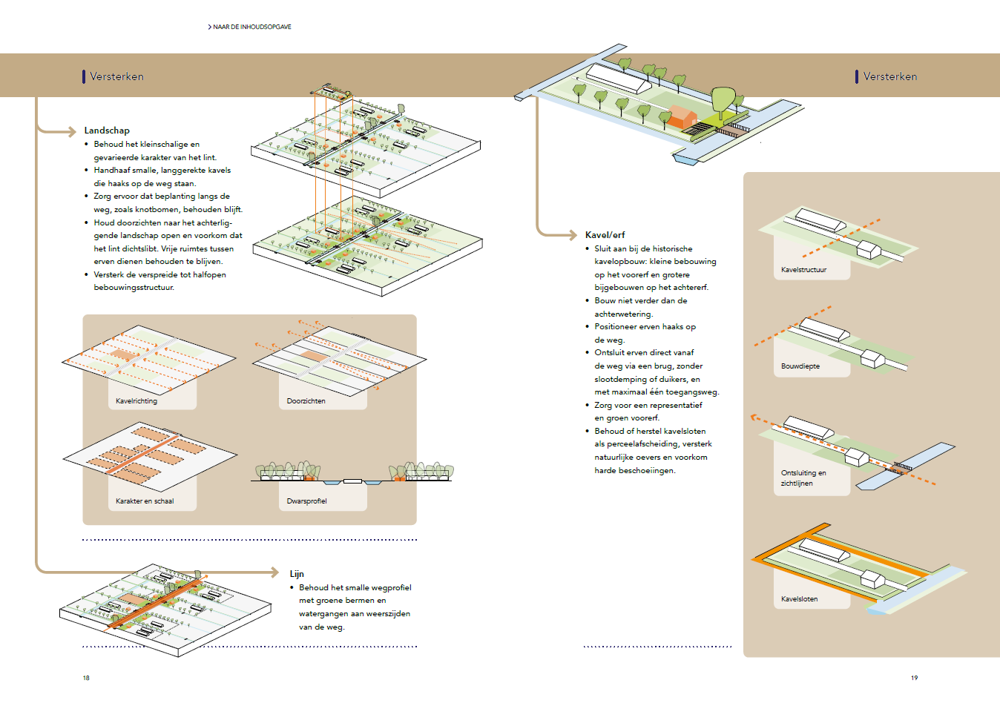 > NAAR DE INHOUDSOPGAVE
Versterken
Landschap
• Behoud het kleinschalige en
gevarieerde karakter van het lint.
• Handhaaf smalle, langgerekte kavels
die haaks op de weg staan.
• Zorg ervoor dat beplanting langs de
weg, zoals knotbomen, behouden blijft.
• Houd doorzichten naar het achterlig-
gende landschap open en voorkom dat
het lint dichtslibt. Vrije ruimtes tussen
erven dienen behouden te blijven.
• Versterk de verspreide tot halfopen
bebouwingsstructuur.
Kavelrichting
Doorzichten
Karakter en schaal
Dwarsprofiel
Lijn
• Behoud het smalle wegprofiel
met groene bermen en
watergangen aan weerszijden
van de weg.
18
Versterken
Kavel/erf
• Sluit aan bij de historische
kavelopbouw: kleine bebouwing
op het voorerf en grotere
bijgebouwen op het achtererf.
• Bouw niet verder dan de
achterwetering.
• Positioneer erven haaks op
de weg.
• Ontsluit erven direct vanaf
de weg via een brug, zonder
slootdemping of duikers, en
met maximaal één toegangsweg.
• Zorg voor een representatief
en groen voorerf.
• Behoud of herstel kavelsloten
als perceelafscheiding, versterk
natuurlijke oevers en voorkom
harde beschoeiingen.
Kavelstructuur
Bouwdiepte
Ontsluiting en
zichtlijnen
Kavelsloten
19